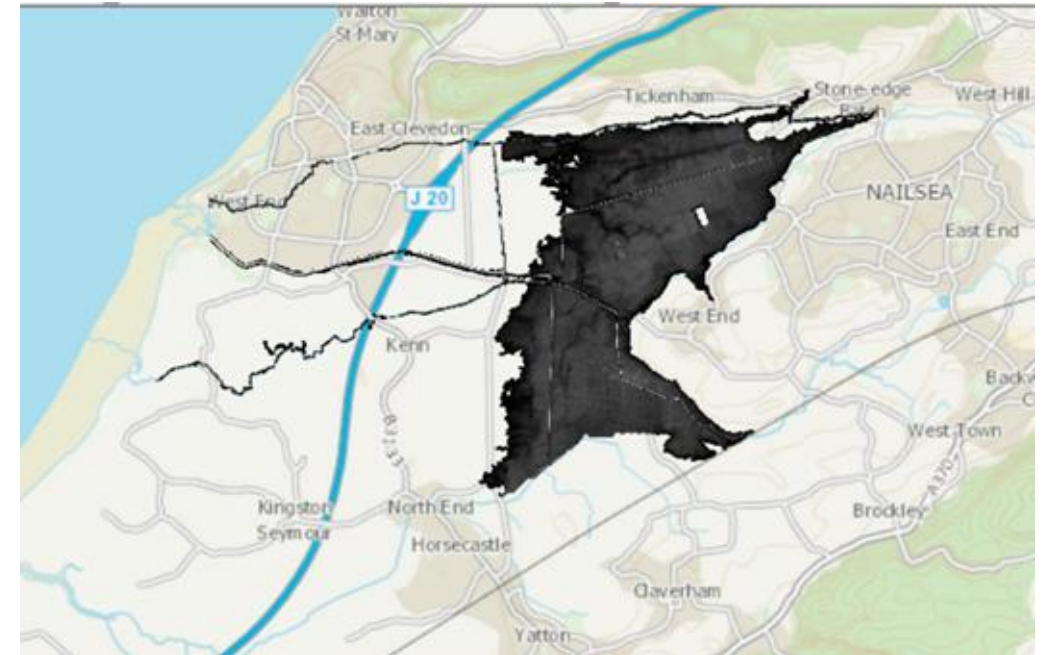 Walton
St Mary
Tickenham
Stone-edge
Batch
West Hill
East Clevedon
West End
J 20
NAILSEA
East End
West End
Kenn
B3133
West Town
A370
Kingston
Seymour
North End
Horsecastle
Brockley
Claverham
Yatton